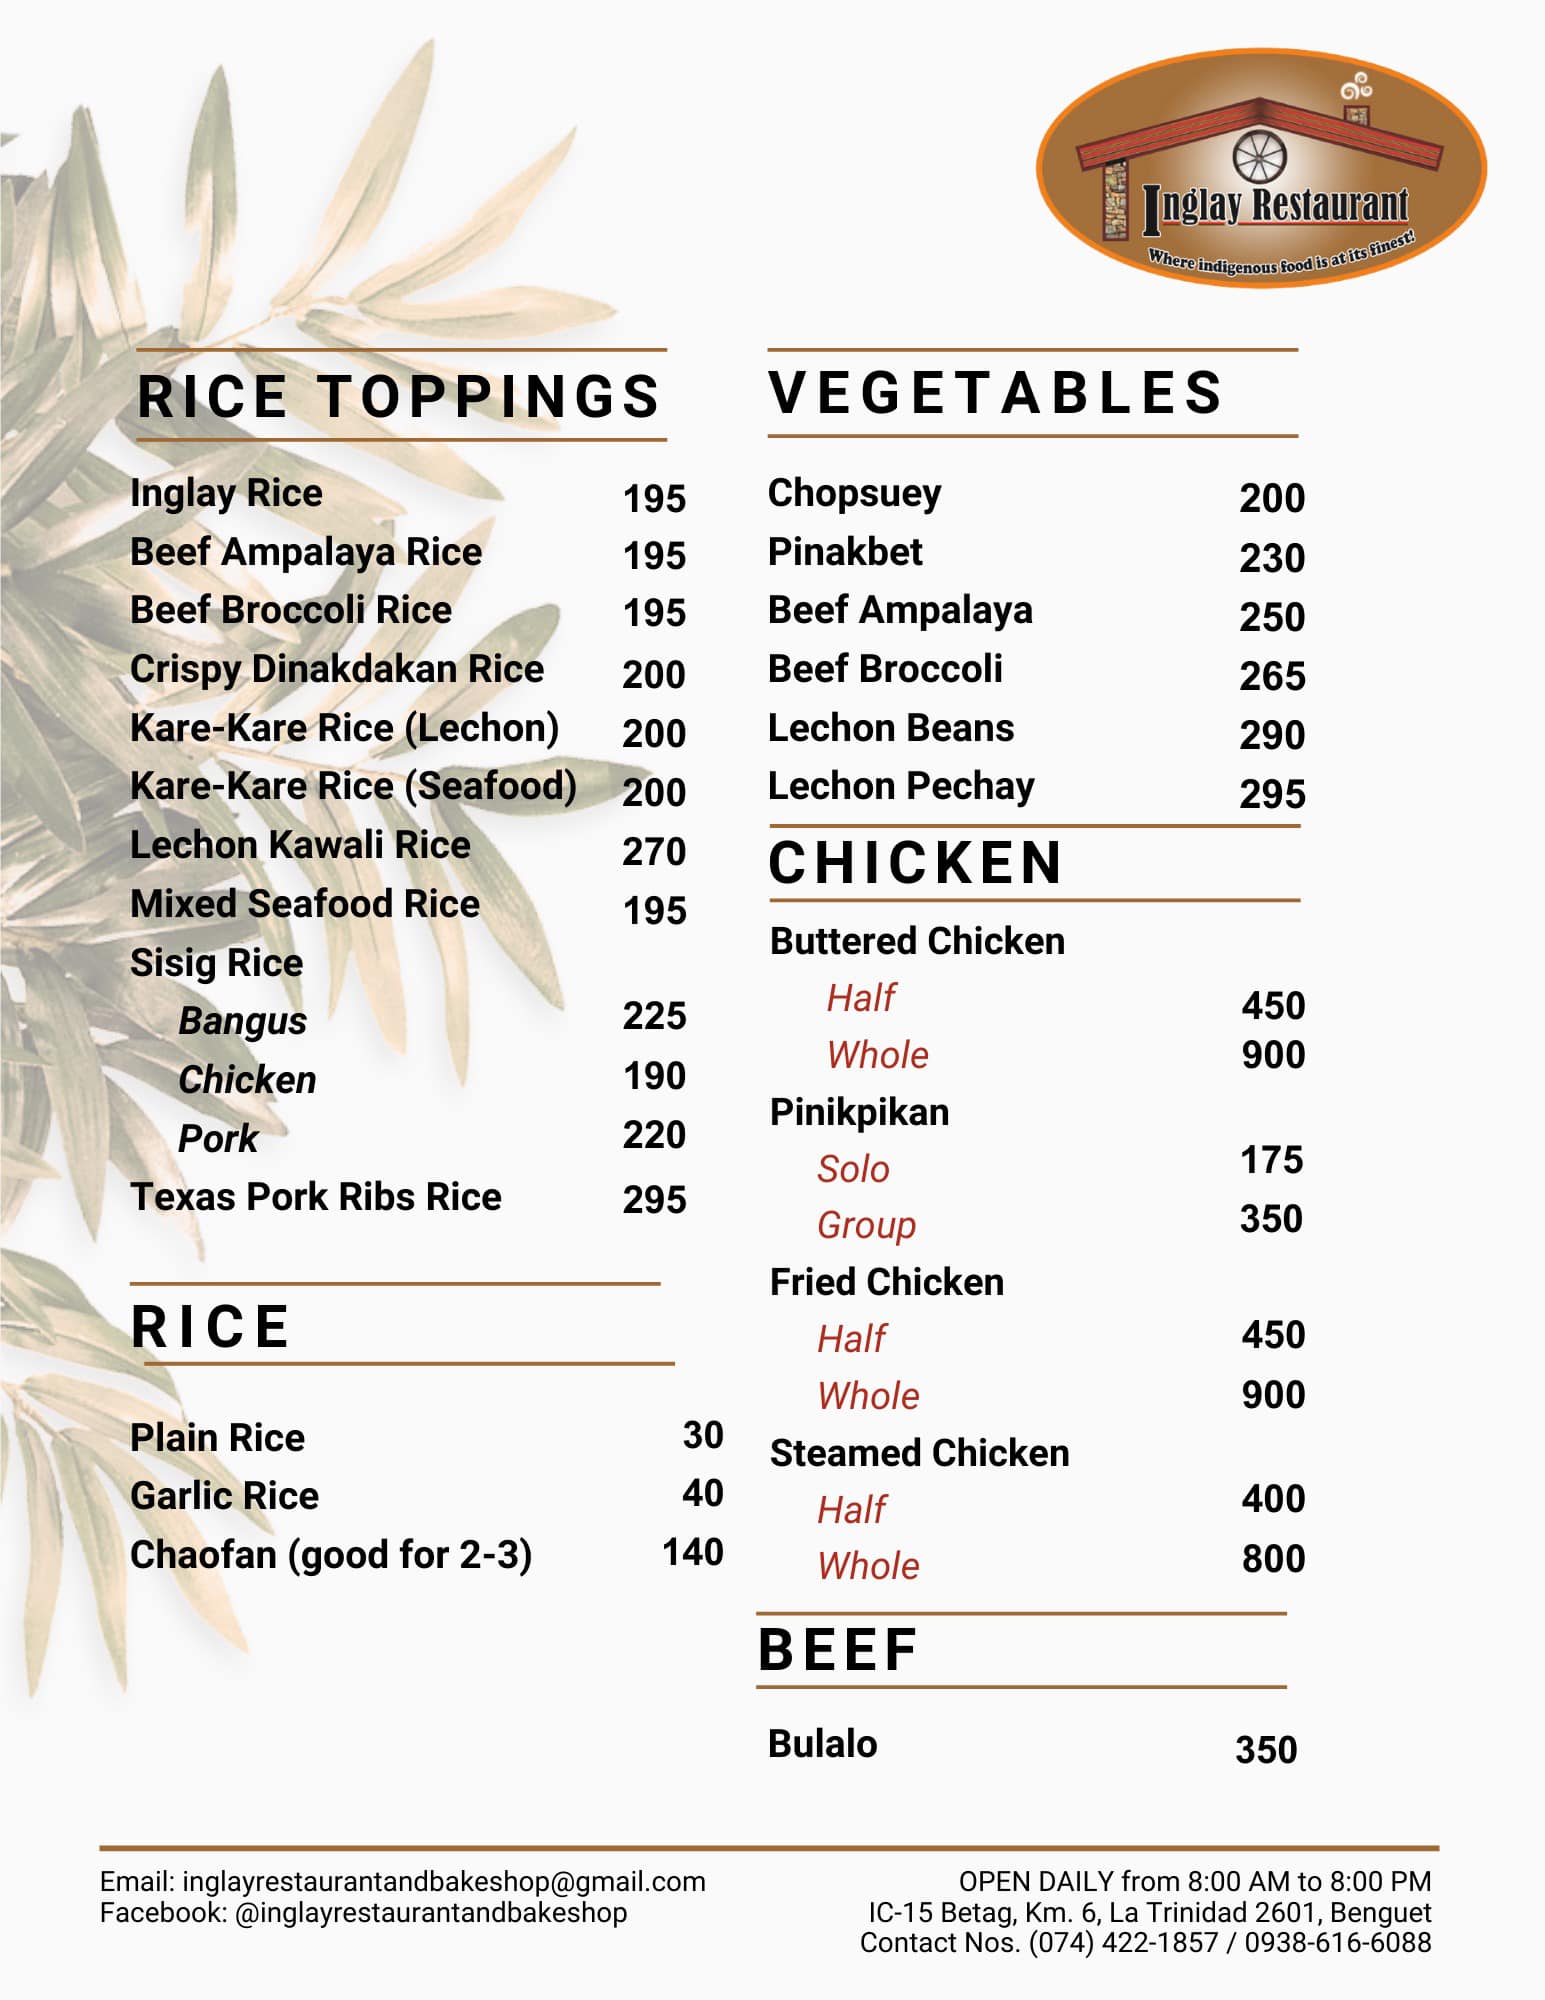 Inglay Restaurant
Where indigenous food is at its finest!
RICE TOPPINGS
Inglay Rice 195
Beef Ampalaya Rice 195
Beef Broccoli Rice 195
Crispy Dinakdakan Rice 200
Kare-Kare Rice (Lechon) 200
Kare-Kare Rice (Seafood) 200
Lechon Kawali Rice 270
Mixed Seafood Rice 195
Sisig Rice
Bangus 225
Chicken 190
Pork 220
Texas Pork Ribs Rice 295
RICE
Plain Rice 30
Garlic Rice 40
Chaofan (good for 2-3) 140
VEGETABLES
Chopsuey 200
Pinakbet 230
Beef Ampalaya 250
Beef Broccoli 265
Lechon Beans 290
Lechon Pechay 295
CHICKEN
Buttered Chicken
Half 450
Whole 900
Pinikpikan
Solo 175
Group 350
Fried Chicken
Half 450
Whole 900
Steamed Chicken
Half 400
Whole 800
BEEF
Bulalo 350
Email: inglayrestaurantandbakeshop@gmail.com
Facebook: @inglayrestaurantandbakeshop
OPEN DAILY from 8:00 AM to 8:00 PM
IC-15 Betag, Km. 6, La Trinidad 2601, Benguet
Contact Nos. (074) 422-1857 / 0938-616-6088